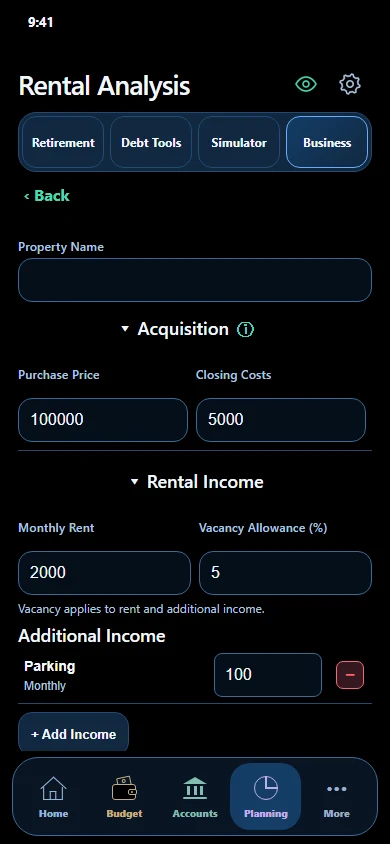 9:41
Rental Analysis
Retirement Debt Tools Simulator Business
‹ Back
Property Name
▼ Acquisition ⓘ
Purchase Price Closing Costs
100000 5000
▼ Rental Income
Monthly Rent Vacancy Allowance (%)
2000 5
Vacancy applies to rent and additional income.
Additional Income
Parking
Monthly
100
−
+ Add Income
Home Budget Accounts Planning More